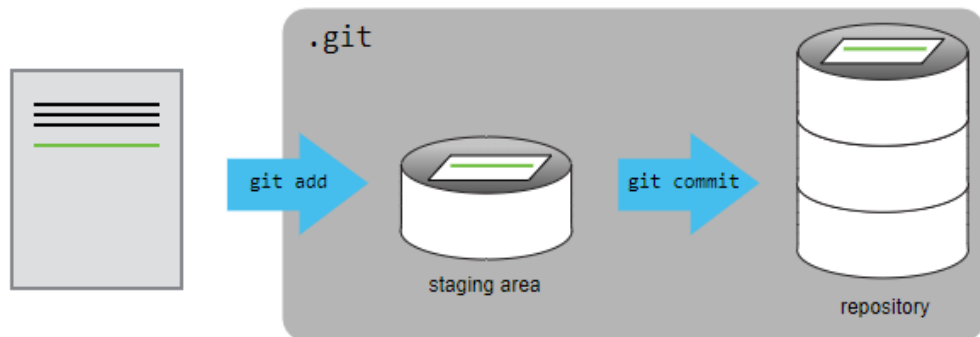 .git
git add
git commit
staging area
repository